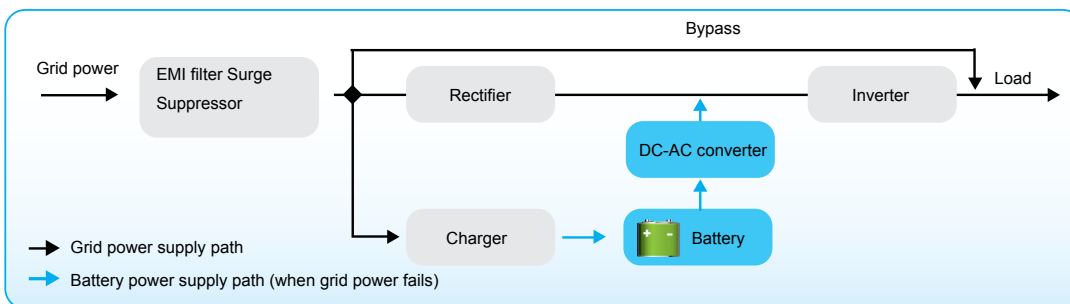 Bypass
Grid power
EMI filter Surge
Suppressor
Rectifier
Inverter
Load
DC-AC converter
Charger
+ -
Battery
Grid power supply path
Battery power supply path (when grid power fails)